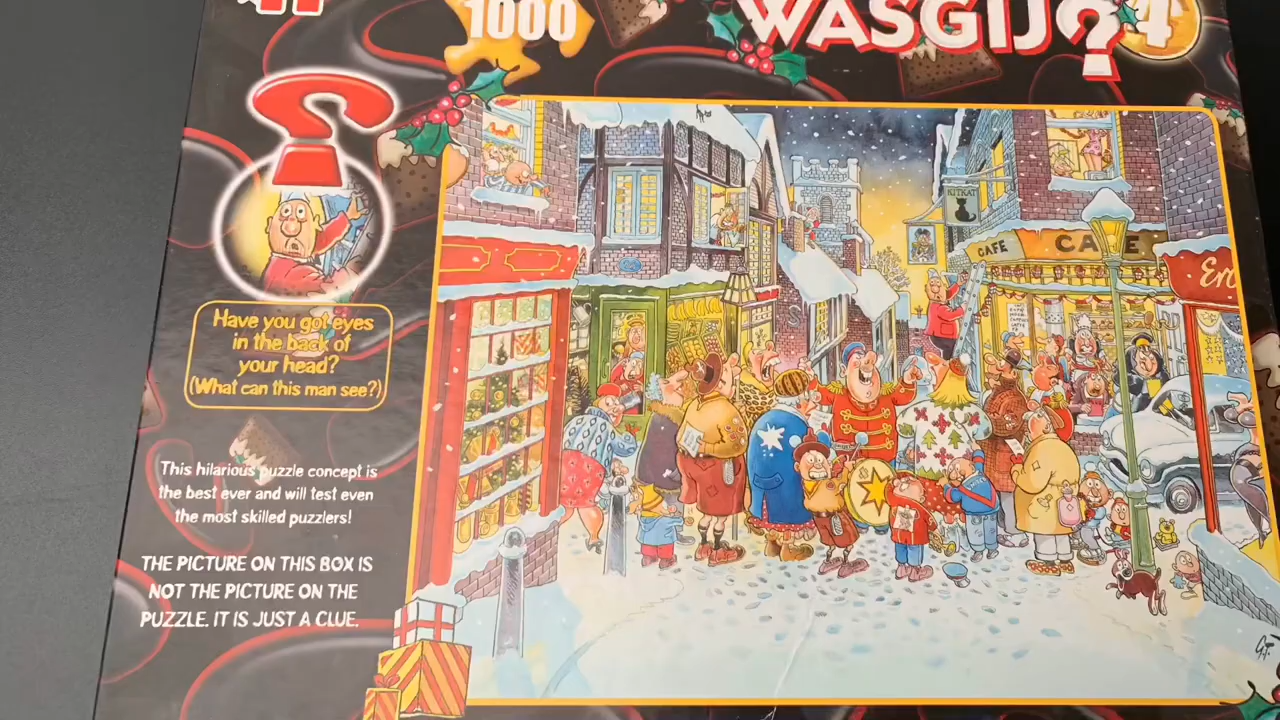 1000
WASGIJ?
4
Have you got eyes
in the back of
your head?
(What can this man see?)
This hilarious puzzle concept is
the best ever and will test even
the most skilled puzzlers!
THE PICTURE ON THIS BOX IS
NOT THE PICTURE ON THE
PUZZLE. IT IS JUST A CLUE.
CAFE
CAFE